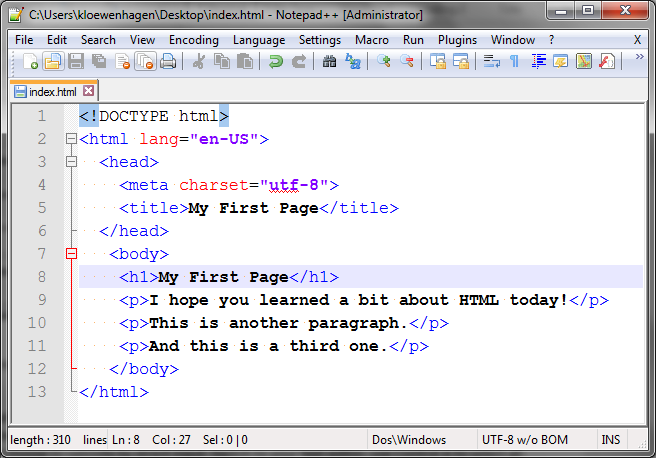 C:\Users\kloewenhagen\Desktop\index.html - Notepad++ [Administrator]
File Edit Search View Encoding Language Settings Macro Run Plugins Window ? X
index.html
1 <!DOCTYPE html>
2 <html lang="en-US">
3 <head>
4 <meta charset="utf-8">
5 <title>My First Page</title>
6 </head>
7 <body>
8 <h1>My First Page</h1>
9 <p>I hope you learned a bit about HTML today!</p>
10 <p>This is another paragraph.</p>
11 <p>And this is a third one.</p>
12 </body>
13 </html>
length : 310 lines Ln : 8 Col : 27 Sel : 0 | 0 Dos\Windows UTF-8 w/o BOM INS